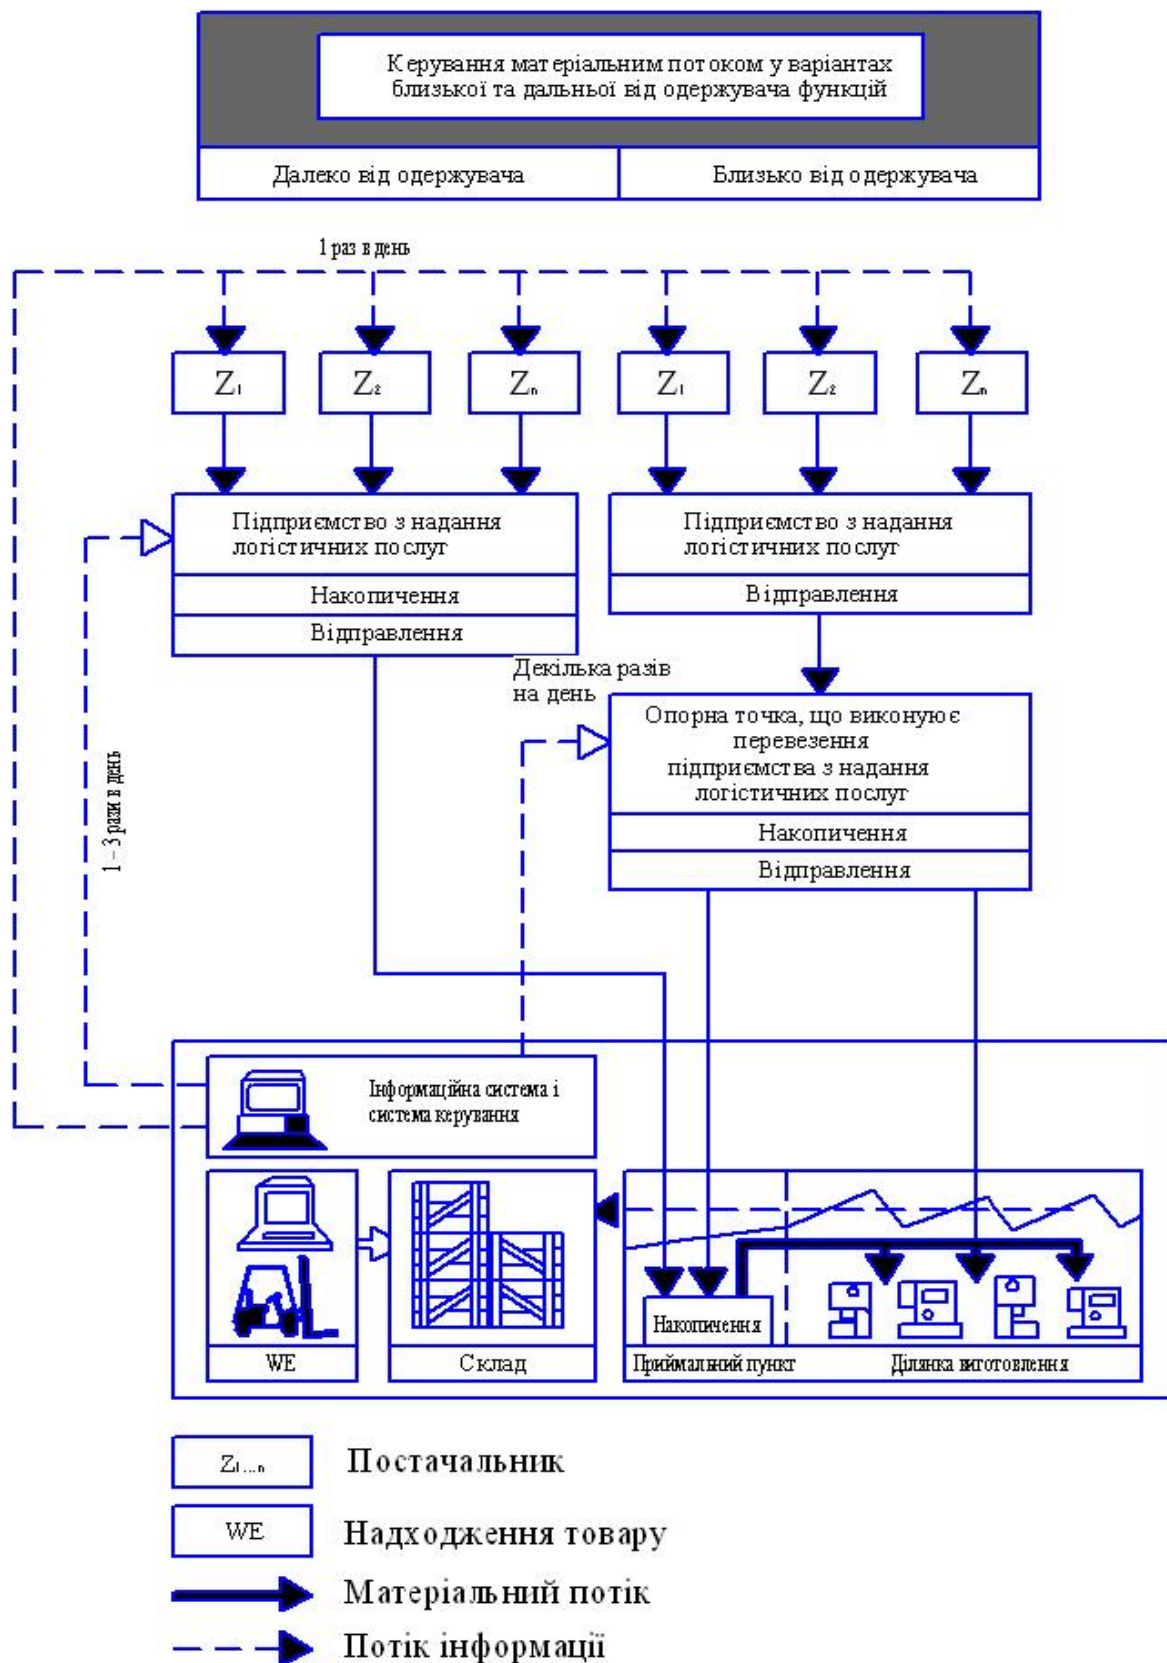 Керування матеріальним потоком у варіантах
близької та дальньої від одержувача функцій
Далеко від одержувача
Близько від одержувача
1 раз в день
Z1
Z2
Zn
Z1
Z2
Zn
Підприємство з надання
логістичних послуг
Накопичення
Відправлення
Підприємство з надання
логістичних послуг
Відправлення
Декілька разів
на день
Опорна точка, що виконуює
перевезення
підприємства з надання
логістичних послуг
Накопичення
Відправлення
1 – 3 рази в день
Інформаційна система і
система керування
Накопичення
WE
Склад
Приймальний пункт
Ділянка виготовлення
Z1...n
Постачальник
WE
Надходження товару
Матеріальний потік
Потік інформації